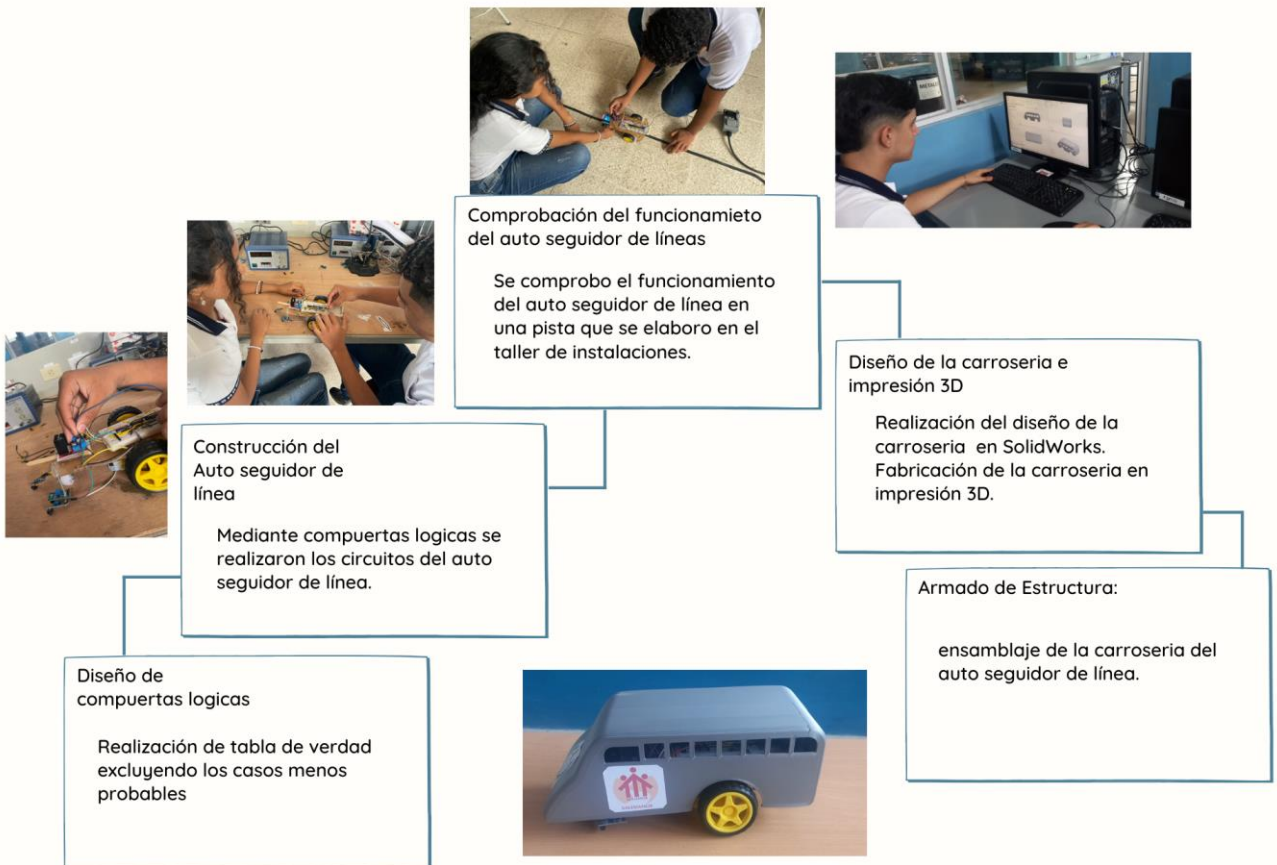 Comprobación del funcionamieto
del auto seguidor de líneas
Se comprobo el funcionamiento
del auto seguidor de línea en
una pista que se elaboro en el
taller de instalaciones.
Diseño de la carroseria e
impresión 3D
Realización del diseño de la
carroseria en SolidWorks.
Fabricación de la carroseria en
impresión 3D.
Construcción del
Auto seguidor de
línea
Mediante compuertas logicas se
realizaron los circuitos del auto
seguidor de línea.
Armado de Estructura:
ensamblaje de la carroseria del
auto seguidor de línea.
Diseño de
compuertas logicas
Realización de tabla de verdad
excluyendo los casos menos
probables